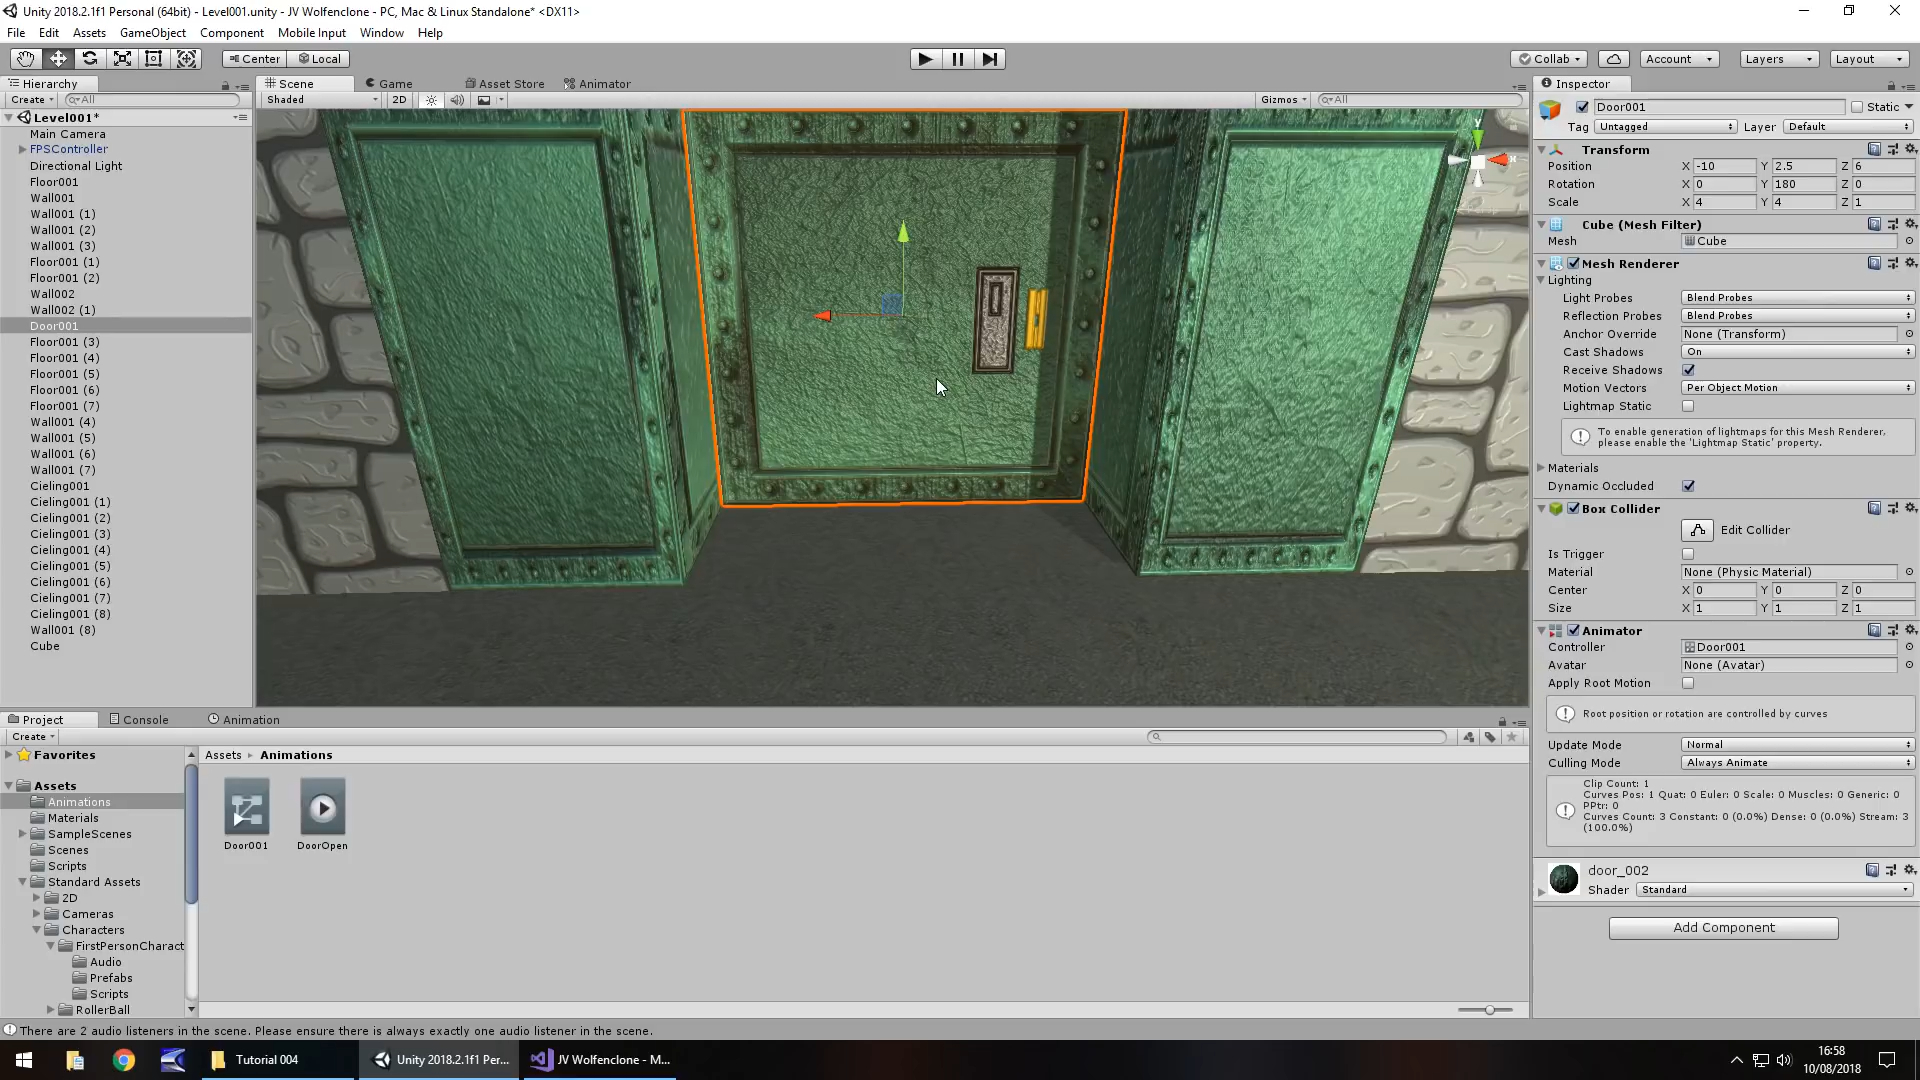 Unity 2018.2.1f1 Personal (64bit) - Level001.unity - JV Wolfenclone - PC, Mac & Linux Standalone* <DX11>
File Edit Assets GameObject Component Mobile Input Window Help
Center Local Collab Account Layers Layout
Hierarchy
Create All
Level001*
Main Camera
FPSController
Directional Light
Floor001
Wall001
Wall001 (1)
Wall001 (2)
Wall001 (3)
Floor001 (1)
Floor001 (2)
Wall002
Wall002 (1)
Door001
Floor001 (3)
Floor001 (4)
Floor001 (5)
Floor001 (6)
Floor001 (7)
Wall001 (4)
Wall001 (5)
Wall001 (6)
Wall001 (7)
Cieling001
Cieling001 (1)
Cieling001 (2)
Cieling001 (3)
Cieling001 (4)
Cieling001 (5)
Cieling001 (6)
Cieling001 (7)
Cieling001 (8)
Wall001 (8)
Cube
Scene Game Asset Store Animator
Shaded 2D Gizmos All
Y
X
Inspector
Door001 Static
Tag Untagged Layer Default
Transform
Position X -10 Y 2.5 Z 6
Rotation X 0 Y 180 Z 0
Scale X 4 Y 4 Z 1
Cube (Mesh Filter)
Mesh Cube
Mesh Renderer
Lighting
Light Probes Blend Probes
Reflection Probes Blend Probes
Anchor Override None (Transform)
Cast Shadows On
Receive Shadows
Motion Vectors Per Object Motion
Lightmap Static
To enable generation of lightmaps for this Mesh Renderer,
please enable the 'Lightmap Static' property.
Materials
Dynamic Occluded
Box Collider
Edit Collider
Is Trigger
Material None (Physic Material)
Center X 0 Y 0 Z 0
Size X 1 Y 1 Z 1
Animator
Controller Door001
Avatar None (Avatar)
Apply Root Motion
Root position or rotation are controlled by curves
Update Mode Normal
Culling Mode Always Animate
Clip Count: 1
Curves Pos: 1 Quat: 0 Euler: 0 Scale: 0 Muscles: 0 Generic: 0
PPtr: 0
Curves Count: 3 Constant: 0 (0.0%) Dense: 0 (0.0%) Stream: 3
(100.0%)
door_002
Shader Standard
Add Component
Project Console Animation
Create
Favorites
Assets
Animations
Materials
SampleScenes
Scenes
Scripts
Standard Assets
2D
Cameras
Characters
FirstPersonCharact
Audio
Prefabs
Scripts
RollerBall
Assets Animations
Door001 DoorOpen
There are 2 audio listeners in the scene. Please ensure there is always exactly one audio listener in the scene.
Tutorial 004 Unity 2018.2.1f1 Per... JV Wolfenclone - M...
16:58
10/08/2018